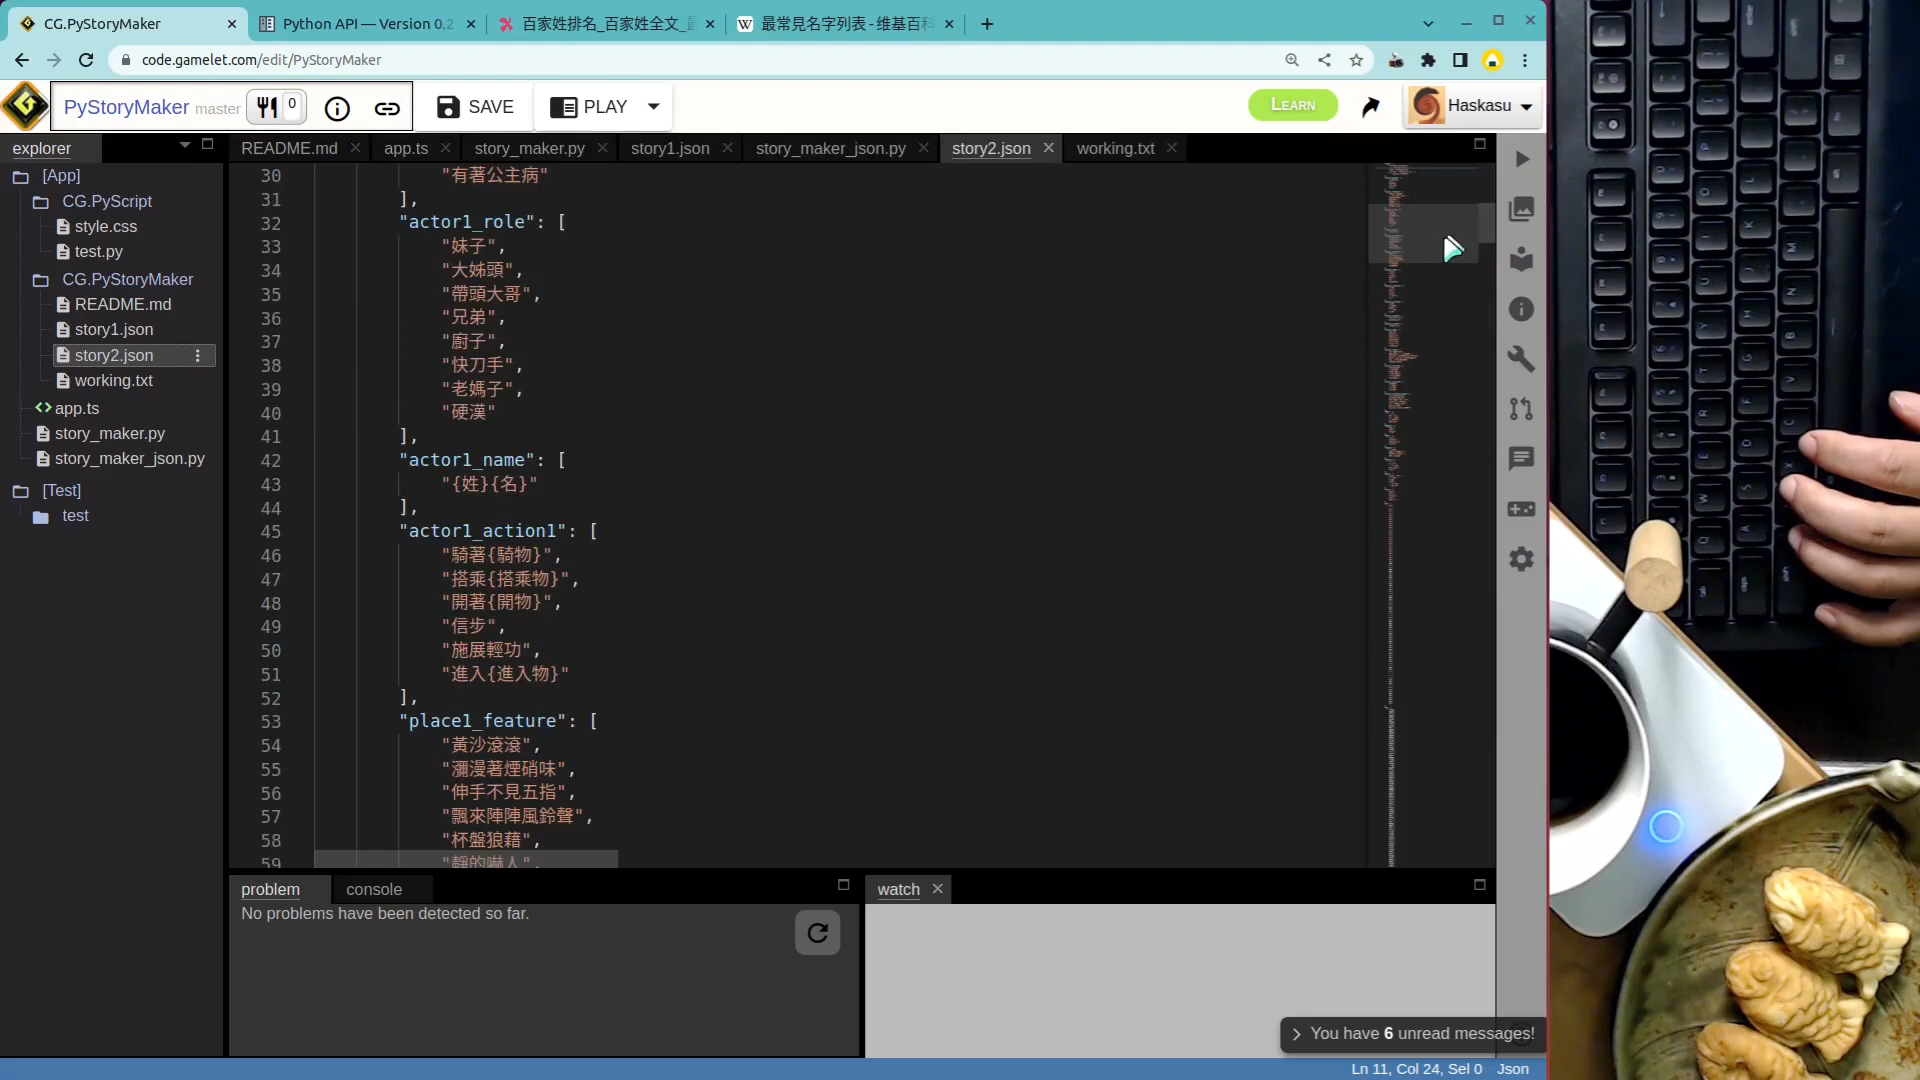 CG.PyStoryMaker
Python API — Version 0.2
百家姓排名_百家姓全文_
最常見名字列表 - 维基百科
code.gamelet.com/edit/PyStoryMaker
PyStoryMaker master
0
SAVE
PLAY
LEARN
Haskasu
explorer
[App]
CG.PyScript
style.css
test.py
CG.PyStoryMaker
README.md
story1.json
story2.json
working.txt
app.ts
story_maker.py
story_maker_json.py
[Test]
test
README.md
app.ts
story_maker.py
story1.json
story_maker_json.py
story2.json
working.txt
30 "有著公主病"
31 ],
32 "actor1_role": [
33 "妹子",
34 "大姊頭",
35 "帶頭大哥",
36 "兄弟",
37 "廚子",
38 "快刀手",
39 "老媽子",
40 "硬漢"
41 ],
42 "actor1_name": [
43 "{姓}{名}"
44 ],
45 "actor1_action1": [
46 "騎著{騎物}",
47 "搭乘{搭乘物}",
48 "開著{開物}",
49 "信步",
50 "施展輕功",
51 "進入{進入物}"
52 ],
53 "place1_feature": [
54 "黃沙滾滾",
55 "瀰漫著煙硝味",
56 "伸手不見五指",
57 "飄來陣陣風鈴聲",
58 "杯盤狼藉",
59 "靜的嚇人",
problem
console
No problems have been detected so far.
watch
You have 6 unread messages!
Ln 11, Col 24, Sel 0 Json